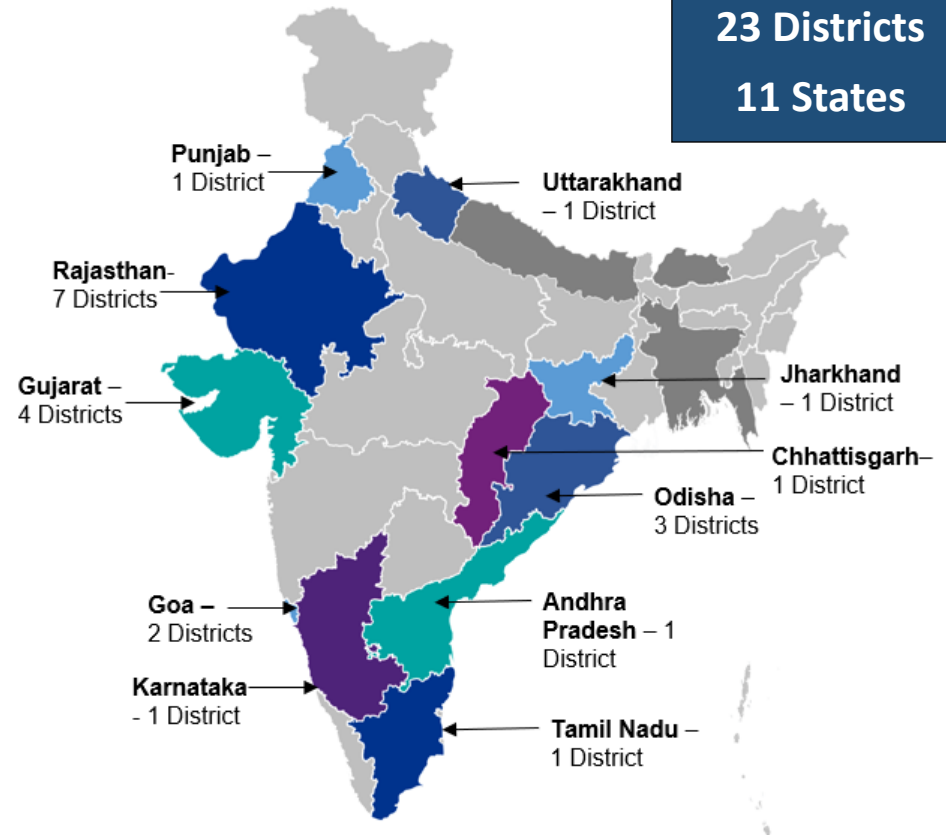 23 Districts
11 States
Punjab –
1 District
Uttarakhand
– 1 District
Rajasthan-
7 Districts
Gujarat –
4 Districts
Jharkhand
– 1 District
Chhattisgarh–
1 District
Odisha –
3 Districts
Goa –
2 Districts
Andhra
Pradesh – 1
District
Karnataka
- 1 District
Tamil Nadu –
1 District